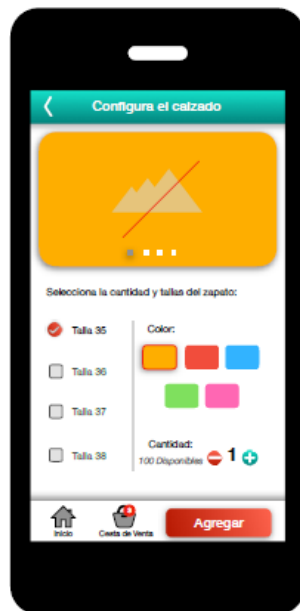 Configura el calzado
Selecciona la cantidad y tallas del zapato:
Talla 35
Talla 36
Talla 37
Talla 38
Color:
Cantidad:
100 Disponibles
1
Inicio
Cesta de Venta
Agregar